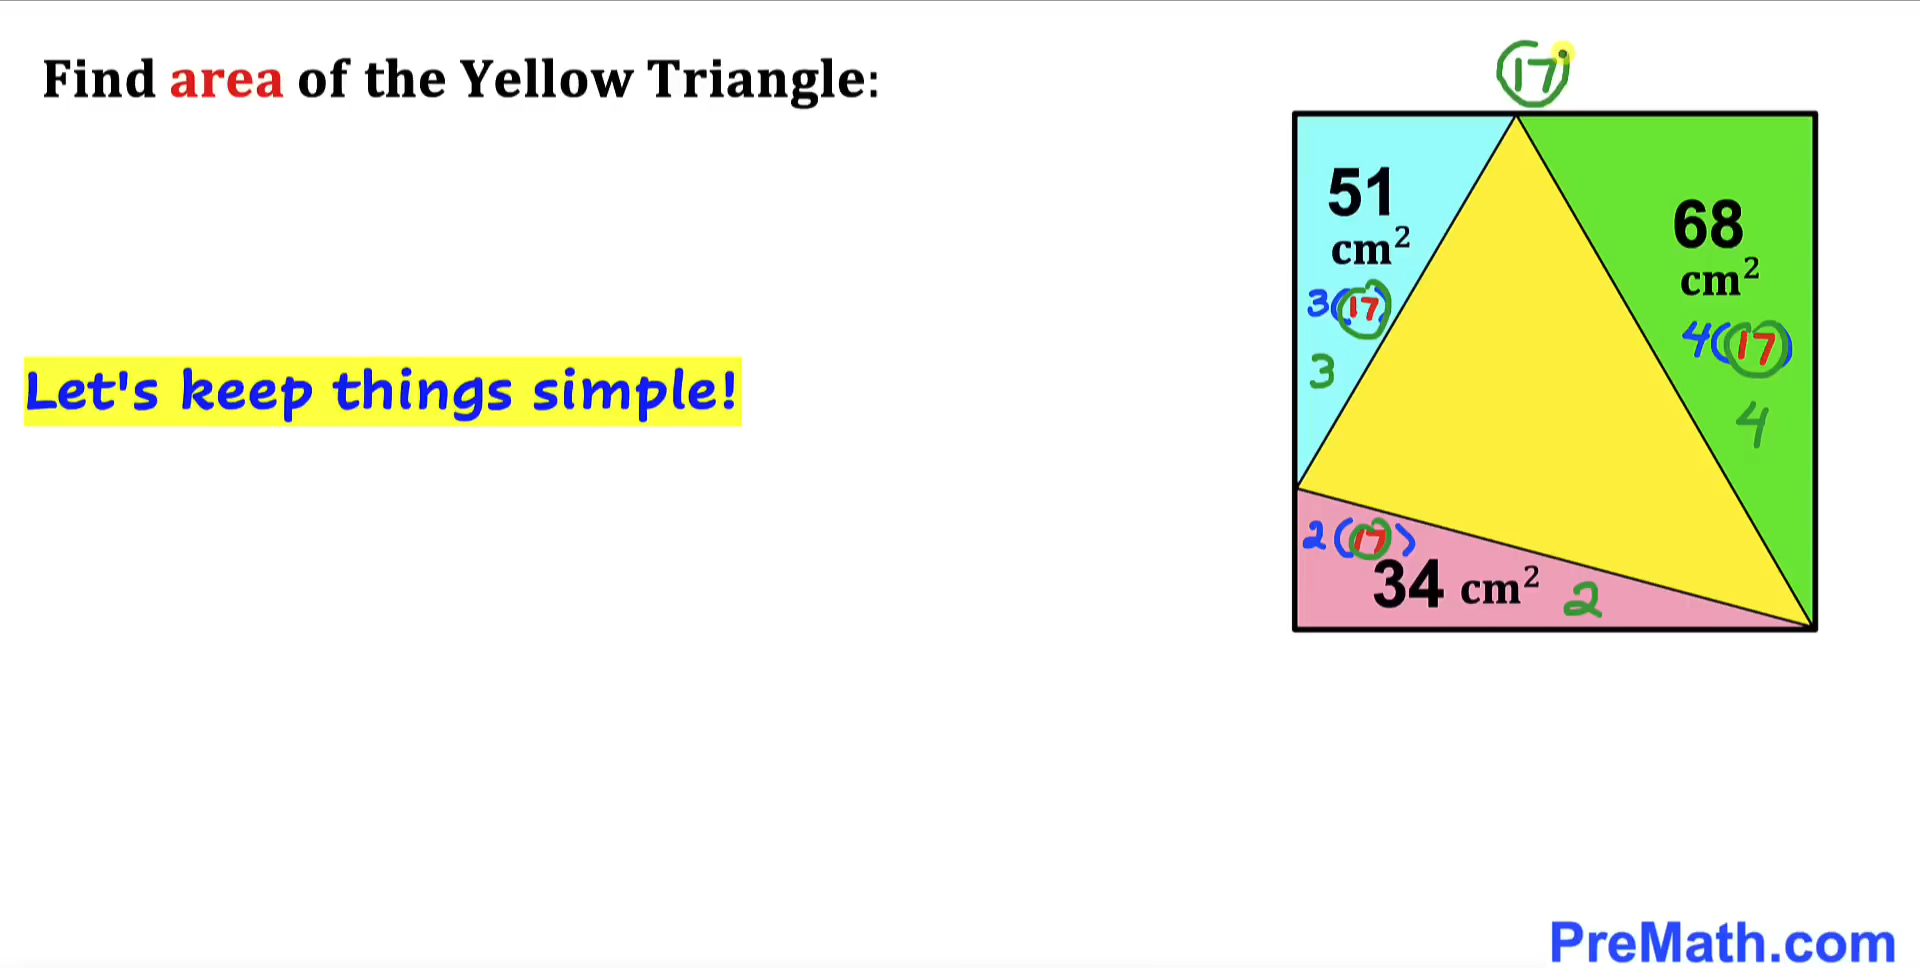 Find area of the Yellow Triangle:
Let's keep things simple!
17
51
cm²
3(17)
3
68
cm²
4(17)
4
2(17)
34 cm² 2
PreMath.com